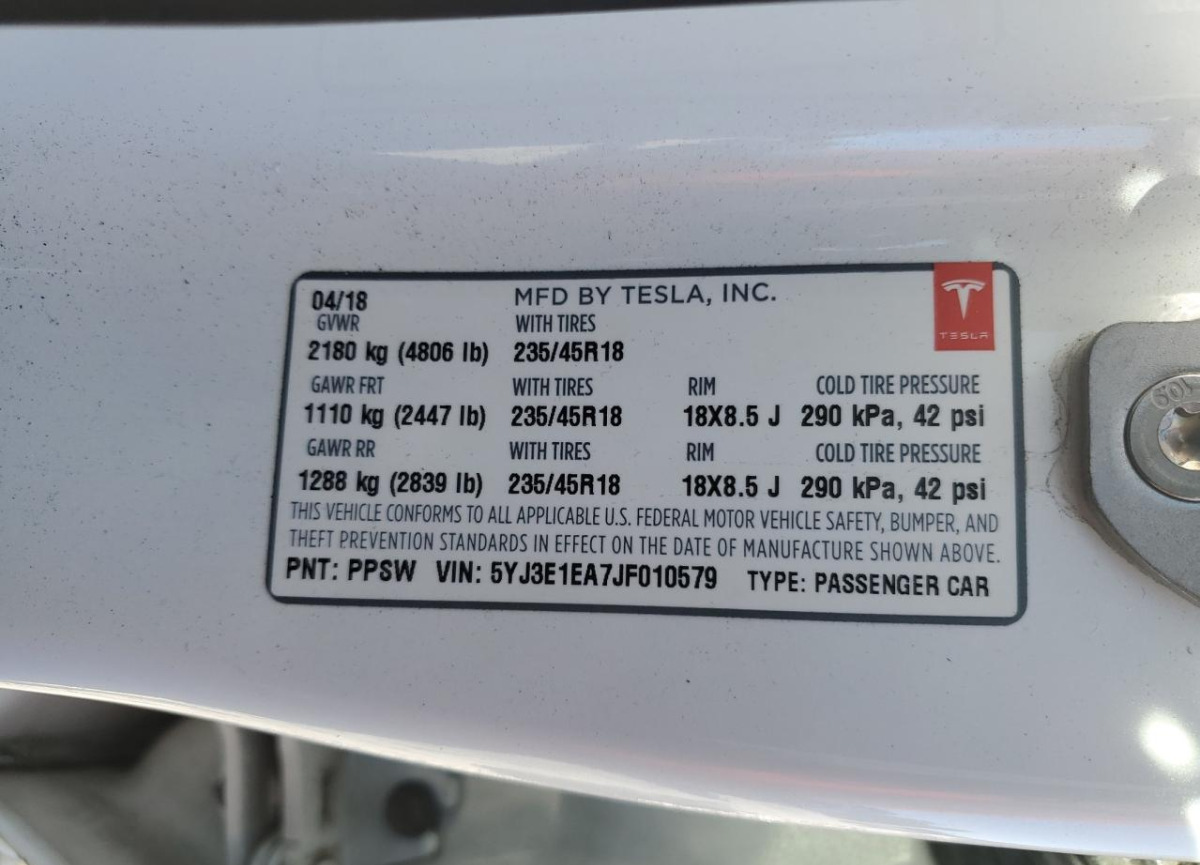 04/18 MFD BY TESLA, INC.
TESLA
GVWR WITH TIRES
2180 kg (4806 lb) 235/45R18
GAWR FRT WITH TIRES RIM COLD TIRE PRESSURE
1110 kg (2447 lb) 235/45R18 18X8.5 J 290 kPa, 42 psi
GAWR RR WITH TIRES RIM COLD TIRE PRESSURE
1288 kg (2839 lb) 235/45R18 18X8.5 J 290 kPa, 42 psi
THIS VEHICLE CONFORMS TO ALL APPLICABLE U.S. FEDERAL MOTOR VEHICLE SAFETY, BUMPER, AND
THEFT PREVENTION STANDARDS IN EFFECT ON THE DATE OF MANUFACTURE SHOWN ABOVE.
PNT: PPSW VIN: 5YJ3E1EA7JF010579 TYPE: PASSENGER CAR